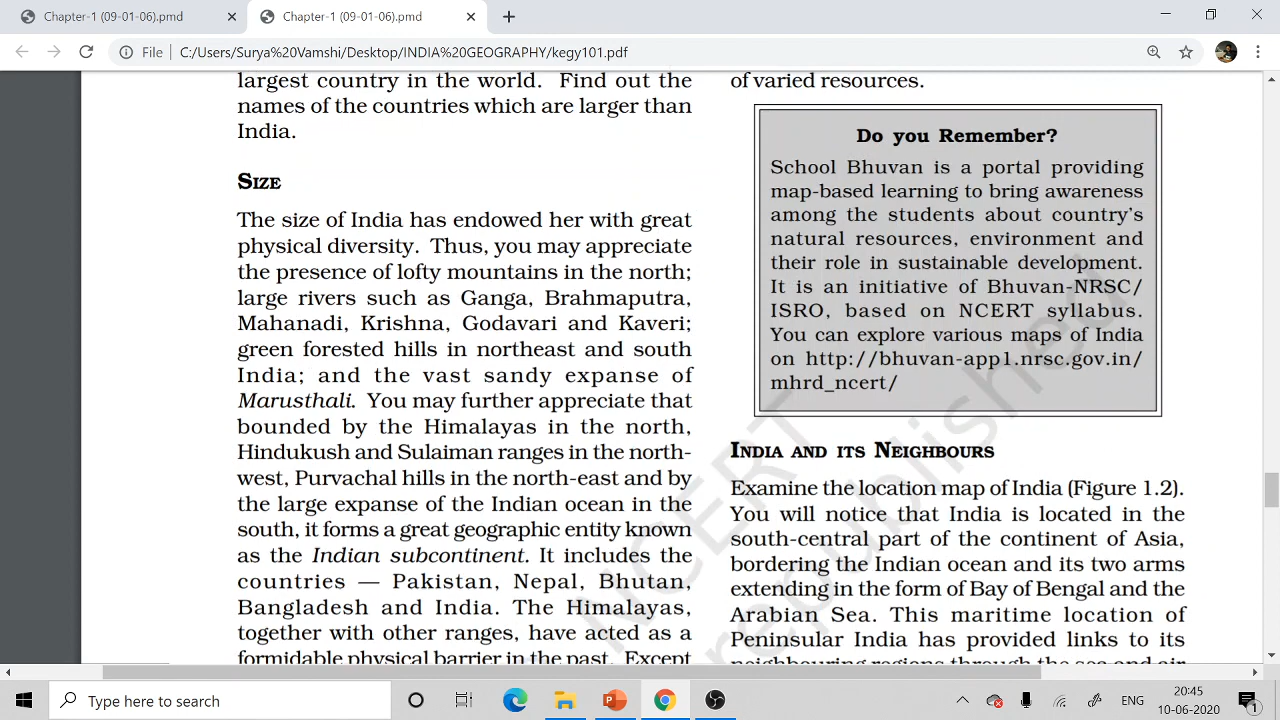 Chapter-1 (09-01-06).pmd
Chapter-1 (09-01-06).pmd
File
C:/Users/Surya%20Vamshi/Desktop/INDIA%20GEOGRAPHY/kegy101.pdf
largest country in the world. Find out the
names of the countries which are larger than
India.
SIZE
The size of India has endowed her with great
physical diversity. Thus, you may appreciate
the presence of lofty mountains in the north;
large rivers such as Ganga, Brahmaputra,
Mahanadi, Krishna, Godavari and Kaveri;
green forested hills in northeast and south
India; and the vast sandy expanse of
Marusthali. You may further appreciate that
bounded by the Himalayas in the north,
Hindukush and Sulaiman ranges in the north-
west, Purvachal hills in the north-east and by
the large expanse of the Indian ocean in the
south, it forms a great geographic entity known
as the Indian subcontinent. It includes the
countries — Pakistan, Nepal, Bhutan,
Bangladesh and India. The Himalayas,
together with other ranges, have acted as a
formidable physical barrier in the past. Except
of varied resources.
Do you Remember?
School Bhuvan is a portal providing
map-based learning to bring awareness
among the students about country's
natural resources, environment and
their role in sustainable development.
It is an initiative of Bhuvan-NRSC/
ISRO, based on NCERT syllabus.
You can explore various maps of India
on http://bhuvan-app1.nrsc.gov.in/
mhrd_ncert/
INDIA AND ITS NEIGHBOURS
Examine the location map of India (Figure 1.2).
You will notice that India is located in the
south-central part of the continent of Asia,
bordering the Indian ocean and its two arms
extending in the form of Bay of Bengal and the
Arabian Sea. This maritime location of
Peninsular India has provided links to its
neighbouring regions through the sea and air
NCERT
republished
Type here to search
ENG
20:45
10-06-2020
1